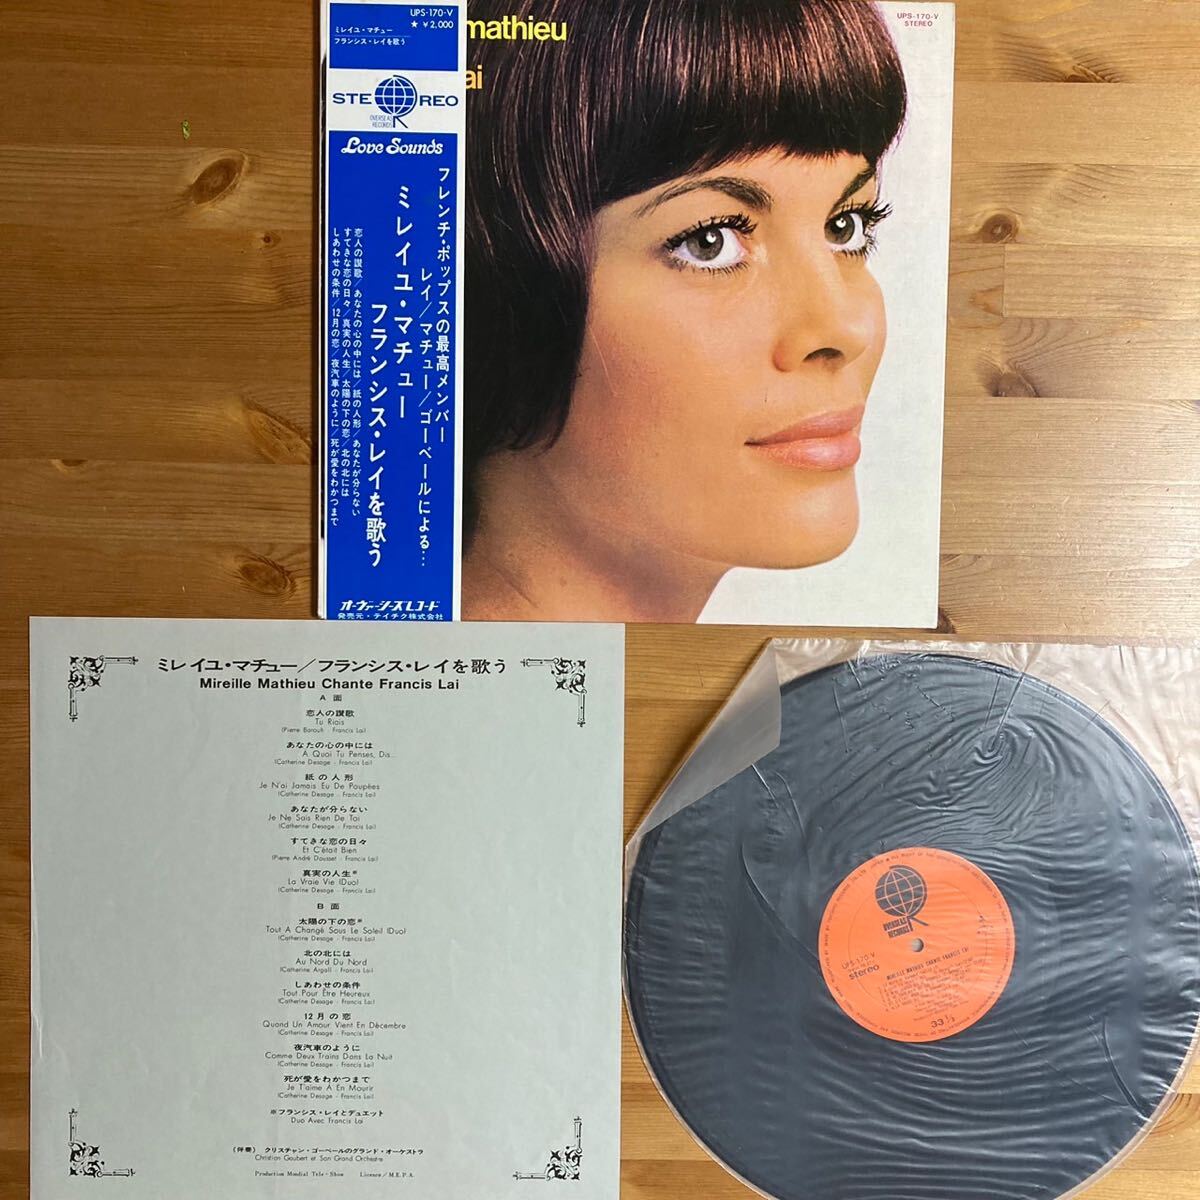 UPS-170-V
★ ￥2,000
ミレイユ・マチュー
フランシス・レイを歌う
STEREO
OVERSEAS
RECORDS
Love Sounds
フレンチ・ポップスの最高メンバー
レイ/マチュー/ゴーベールによる…
ミレイユ・マチュー
フランシス・レイを歌う
恋人の讃歌/あなたの心の中には/紙の人形/あなたが分らない
すてきな恋の日々/真実の人生/太陽の下の恋/北の北には
しあわせの条件/12月の恋/夜汽車のように/死が愛をわかつまで
オーヴァーシーズレコード
発売元・テイチク株式会社
mathieu
ai
UPS-170-V
STEREO
ミレイユ・マチュー/フランシス・レイを歌う
Mireille Mathieu Chante Francis Lai
A 面
恋人の讃歌
Tu Riais
(Pierre Barouh - Francis Lai)
あなたの心の中には
A Quoi Tu Penses, Dis...
(Catherine Desage - Francis Lai)
紙の人形
Je N'ai Jamais Eu De Poupées
(Catherine Desage - Francis Lai)
あなたが分らない
Je Ne Sais Rien De Toi
(Catherine Desage - Francis Lai)
すてきな恋の日々
Et C'était Bien
(Pierre André Dousset - Francis Lai)
真実の人生※
La Vraie Vie (Duo)
(Catherine Desage - Francis Lai)
B 面
太陽の下の恋※
Tout A Changé Sous Le Soleil (Duo)
(Catherine Desage - Francis Lai)
北の北には
Au Nord Du Nord
(Catherine Argall - Francis Lai)
しあわせの条件
Tout Pour Être Heureux
(Catherine Desage - Francis Lai)
12月の恋
Quand Un Amour Vient En Décembre
(Catherine Desage - Francis Lai)
夜汽車のように
Comme Deux Trains Dans La Nuit
(Catherine Desage - Francis Lai)
死が愛をわかつまで
Je T'aime A En Mourir
(Catherine Desage - Francis Lai)
※フランシス・レイとデュエット
Duo Avec Francis Lai
(伴奏) クリスチャン・ゴーベールのグランド・オーケストラ
Christian Gaubert et Son Grand Orchestre
Production Mondial Tele-Show Licence/M.E.P.A.
OVERSEAS
RECORDS
UPS-170-V
stereo
MIREILLE MATHIEU CHANTE FRANCIS LAI
33 1/3